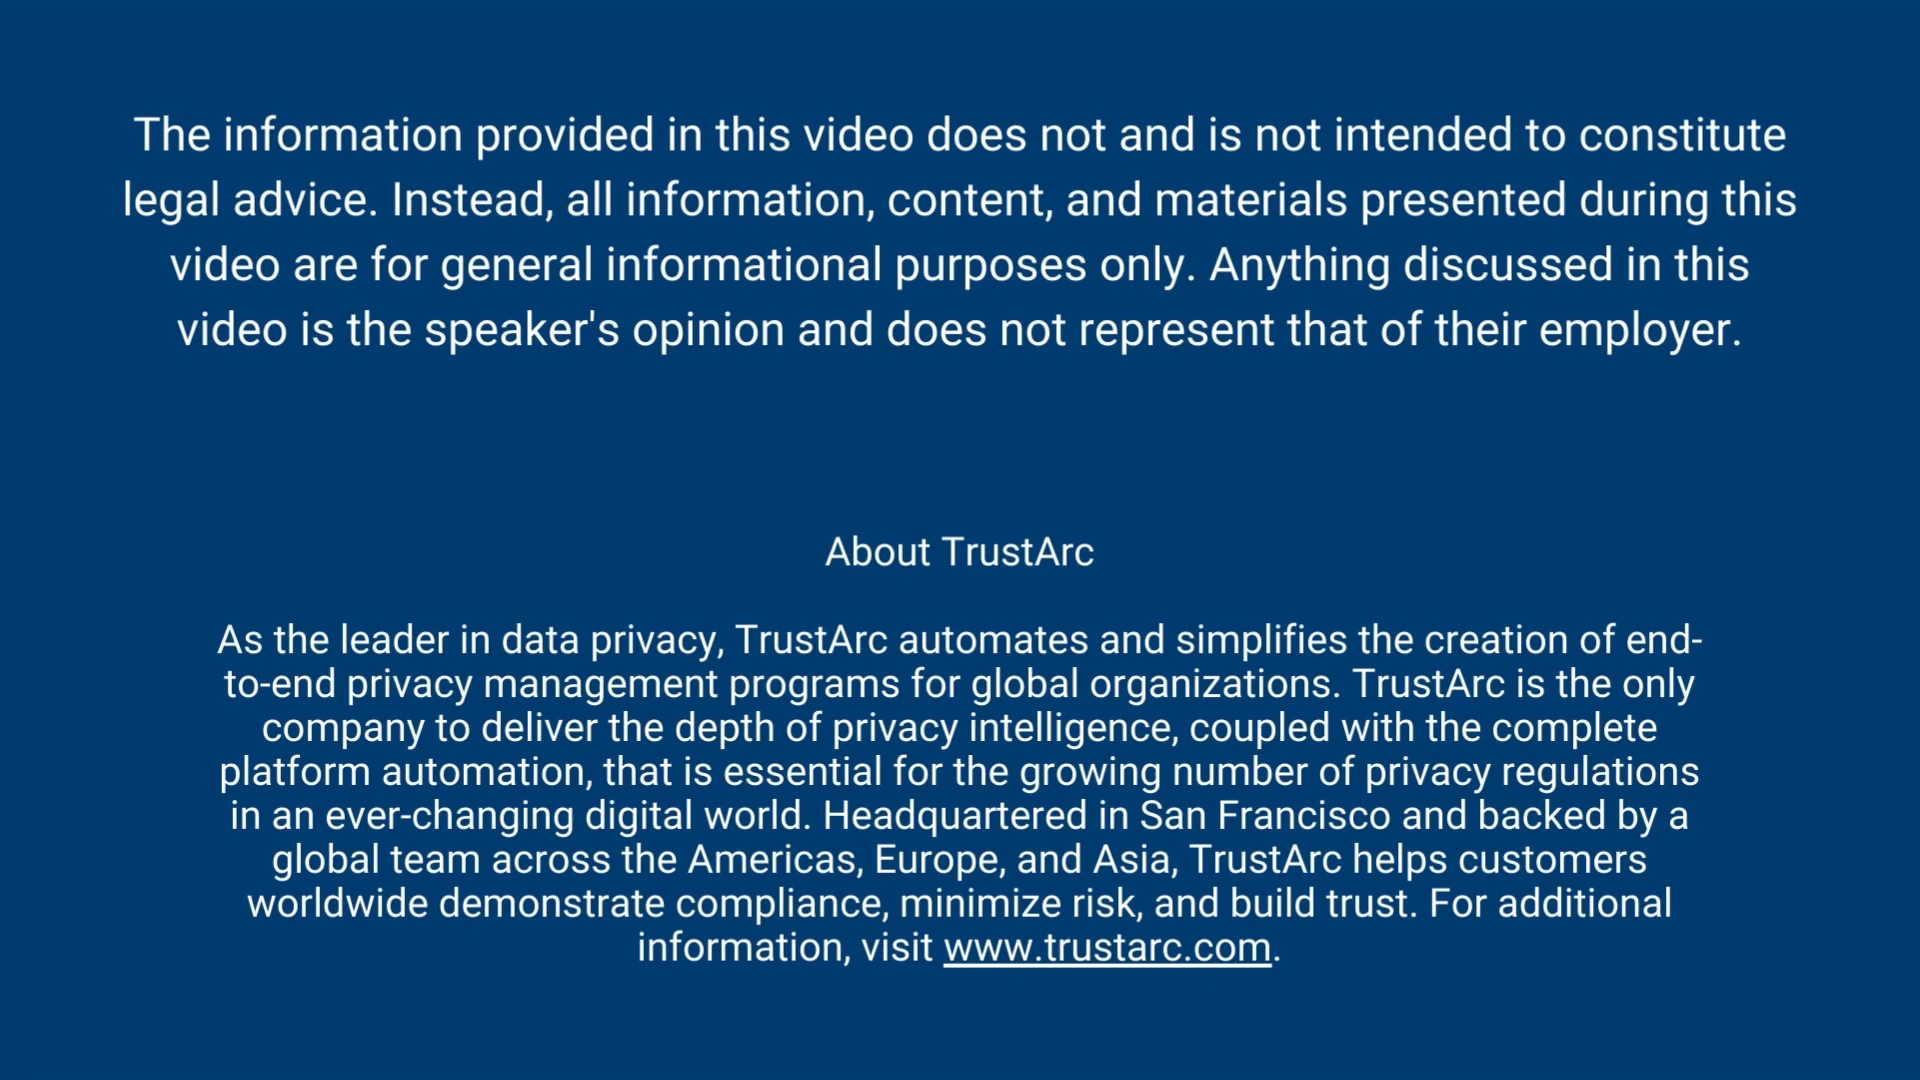 The information provided in this video does not and is not intended to constitute
legal advice. Instead, all information, content, and materials presented during this
video are for general informational purposes only. Anything discussed in this
video is the speaker's opinion and does not represent that of their employer.
About TrustArc
As the leader in data privacy, TrustArc automates and simplifies the creation of end-
to-end privacy management programs for global organizations. TrustArc is the only
company to deliver the depth of privacy intelligence, coupled with the complete
platform automation, that is essential for the growing number of privacy regulations
in an ever-changing digital world. Headquartered in San Francisco and backed by a
global team across the Americas, Europe, and Asia, TrustArc helps customers
worldwide demonstrate compliance, minimize risk, and build trust. For additional
information, visit www.trustarc.com.